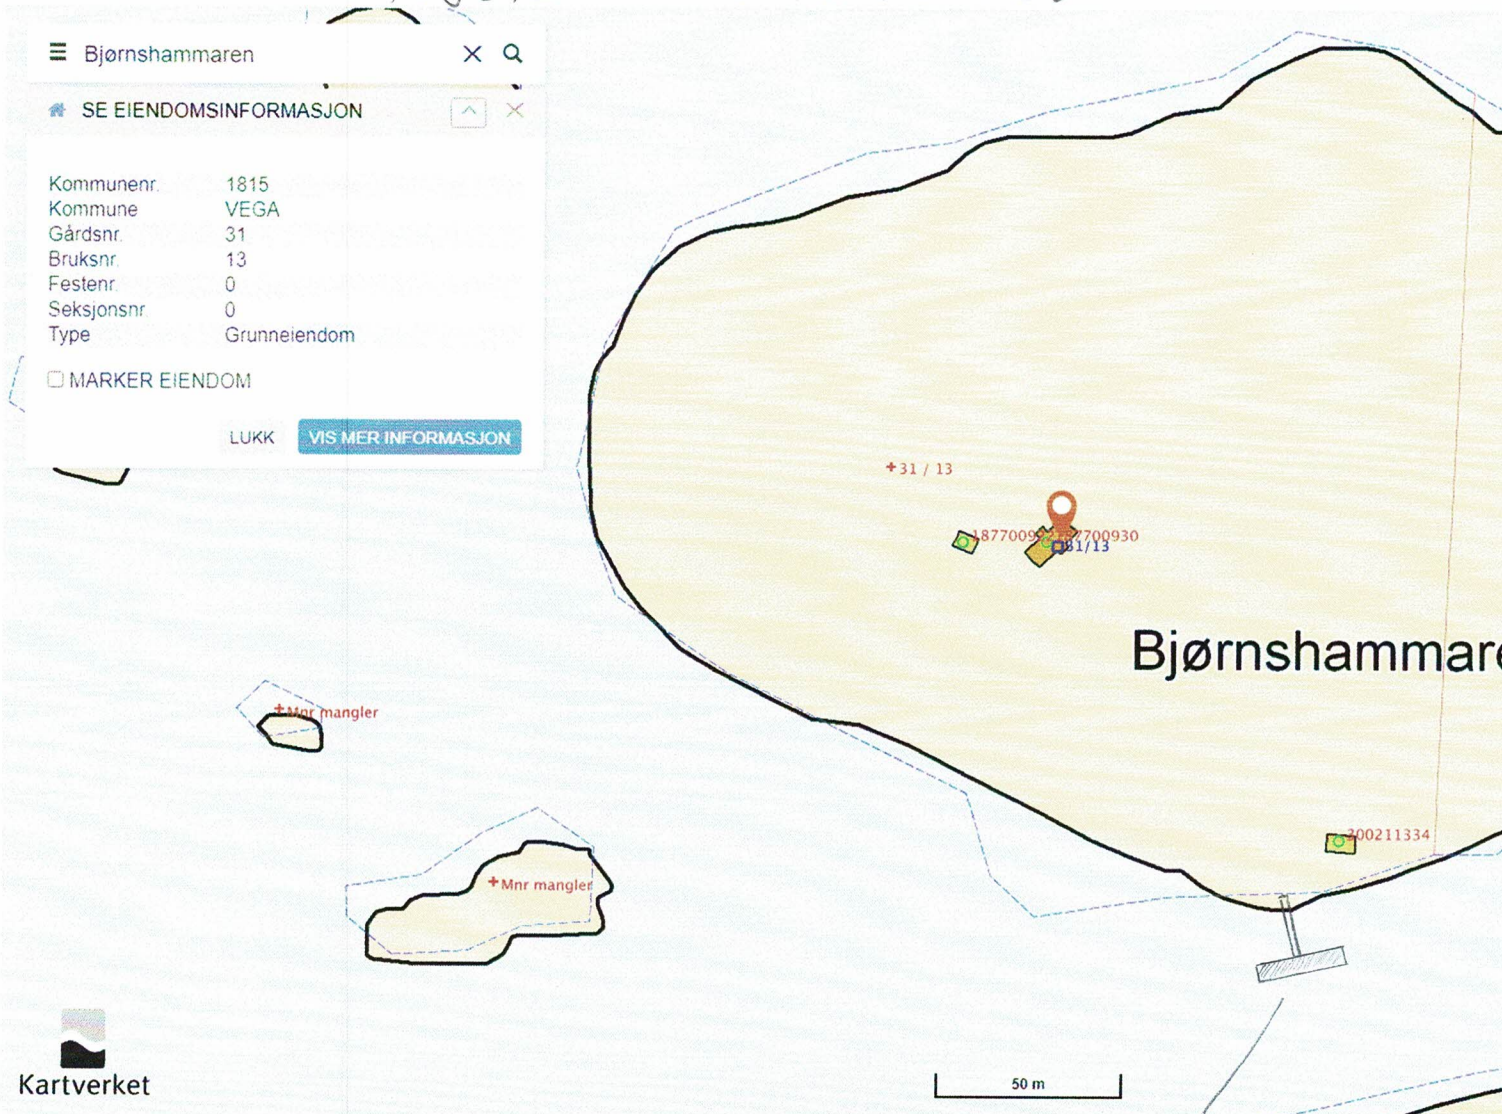 Bjørnshammaren
SE EIENDOMSINFORMASJON
Kommunenr. 1815
Kommune VEGA
Gårdsnr. 31
Bruksnr. 13
Festenr. 0
Seksjonsnr 0
Type Grunneiendom
MARKER EIENDOM
LUKK VIS MER INFORMASJON
31 / 13
187700930
31/13
Bjørnshammare
Mnr mangler
200211334
Mnr mangler
Kartverket
50 m